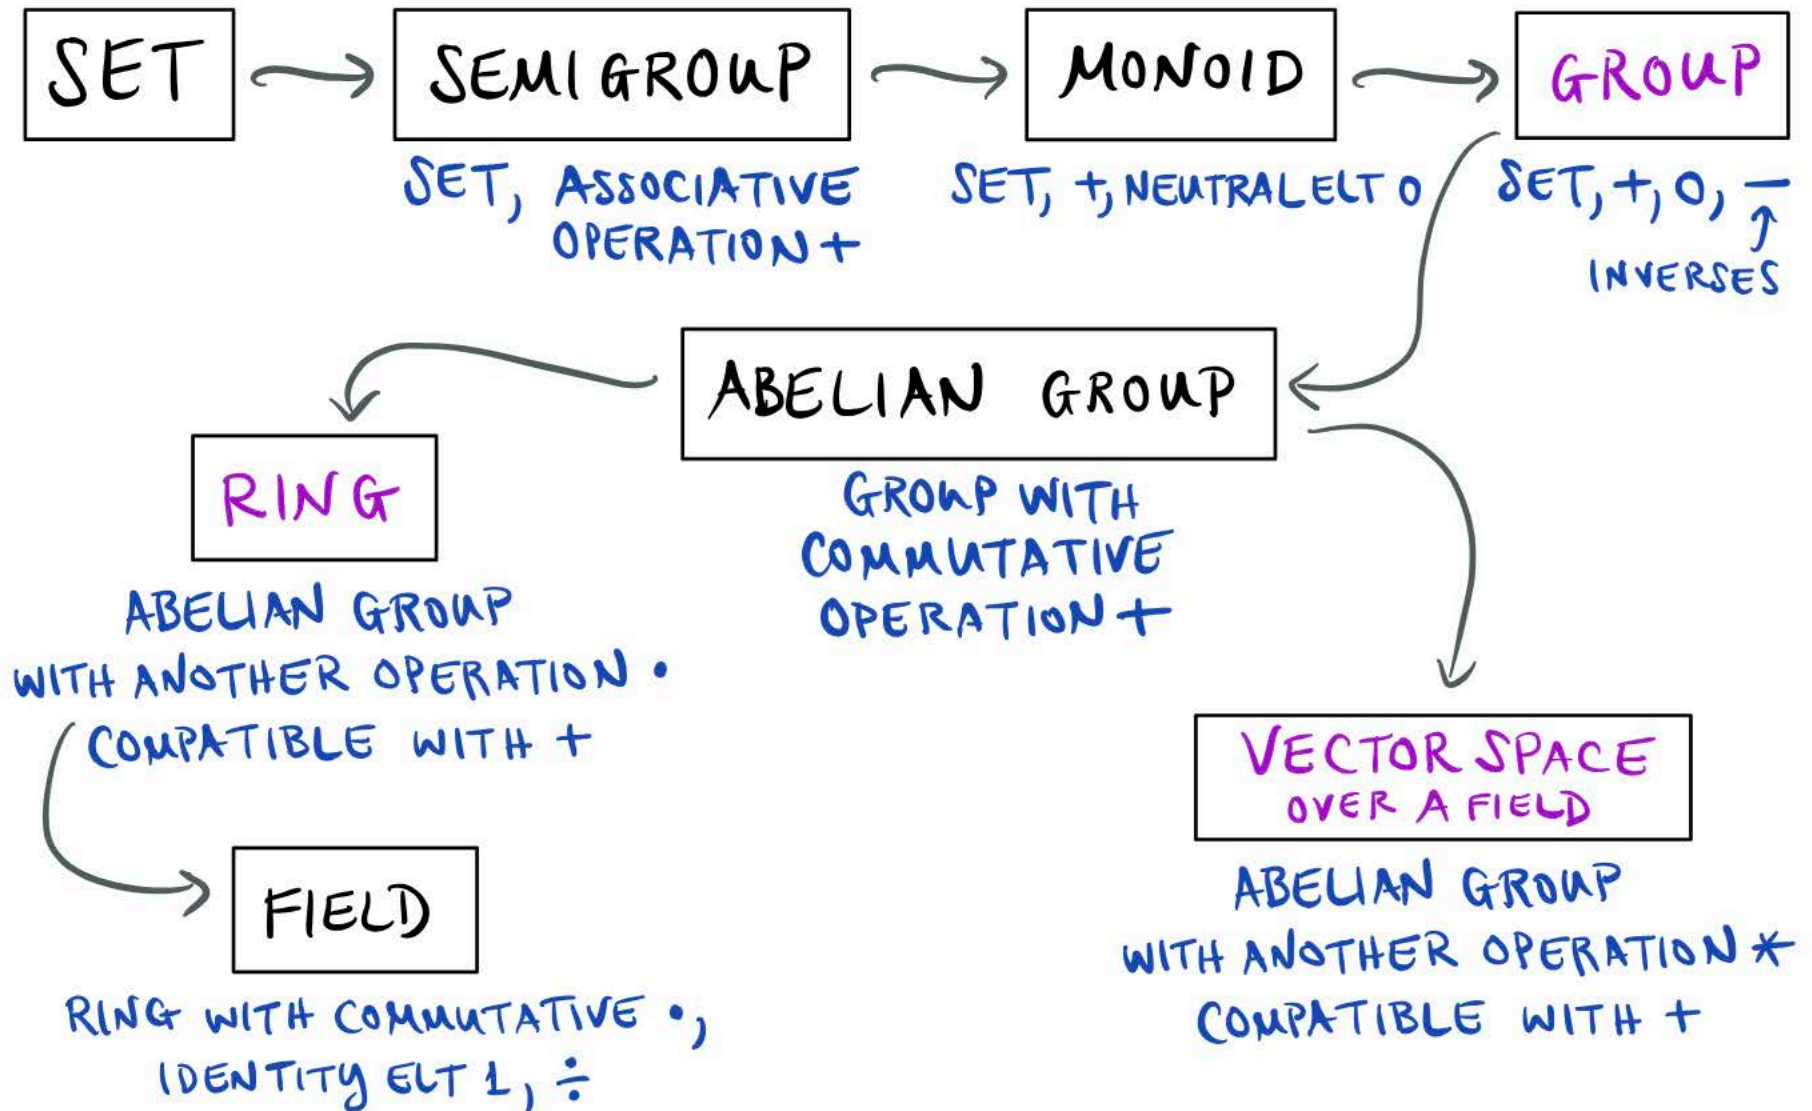 SET
SEMIGROUP
MONOID
GROUP
SET, ASSOCIATIVE
OPERATION +
SET, +, NEUTRAL ELT 0
SET, +, 0, −
INVERSES
ABELIAN GROUP
GROUP WITH
COMMUTATIVE
OPERATION +
RING
ABELIAN GROUP
WITH ANOTHER OPERATION •
COMPATIBLE WITH +
VECTOR SPACE
OVER A FIELD
ABELIAN GROUP
WITH ANOTHER OPERATION *
COMPATIBLE WITH +
FIELD
RING WITH COMMUTATIVE •,
IDENTITY ELT 1, ÷